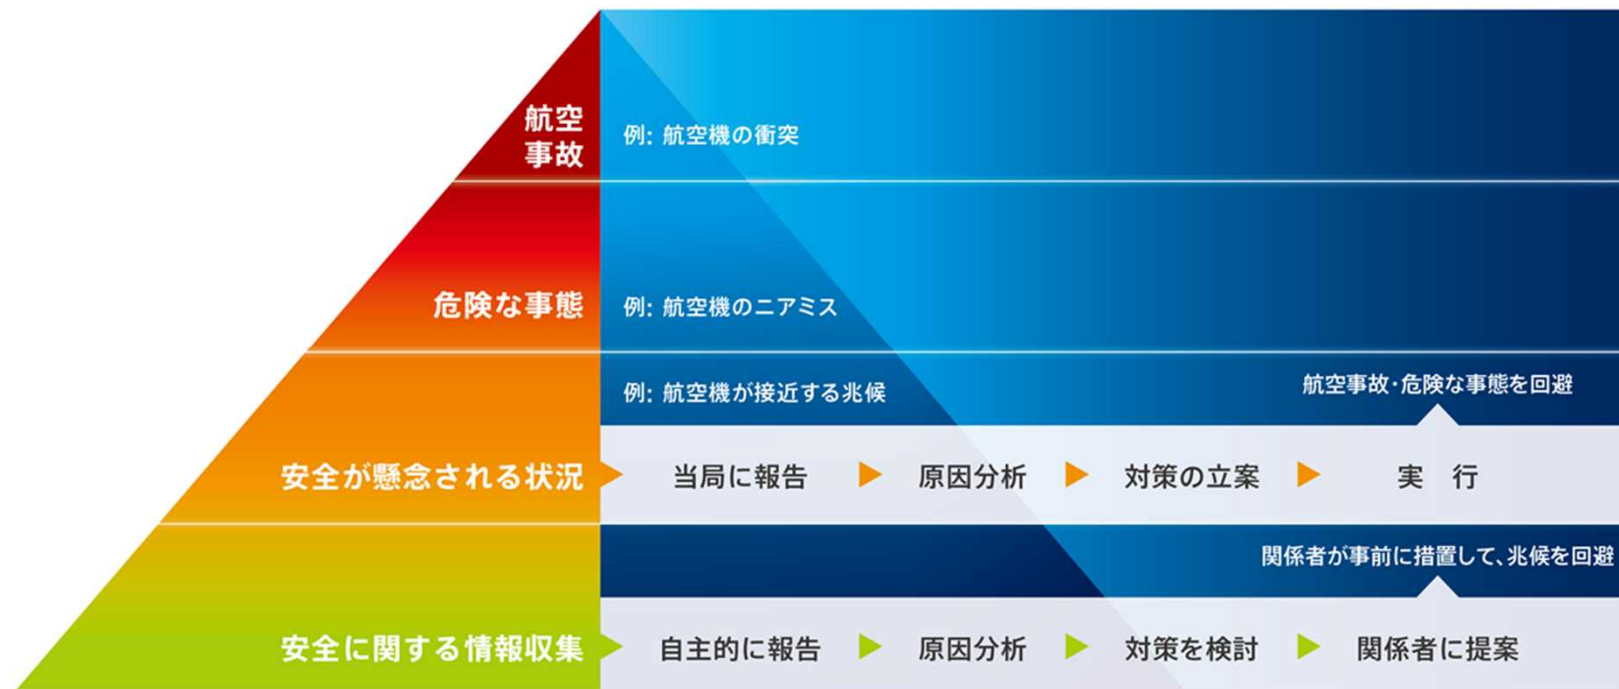 航空
事故
例: 航空機の衝突
危険な事態
例: 航空機のニアミス
例: 航空機が接近する兆候
航空事故・危険な事態を回避
安全が懸念される状況
当局に報告
原因分析
対策の立案
実 行
関係者が事前に措置して、兆候を回避
安全に関する情報収集
自主的に報告
原因分析
対策を検討
関係者に提案